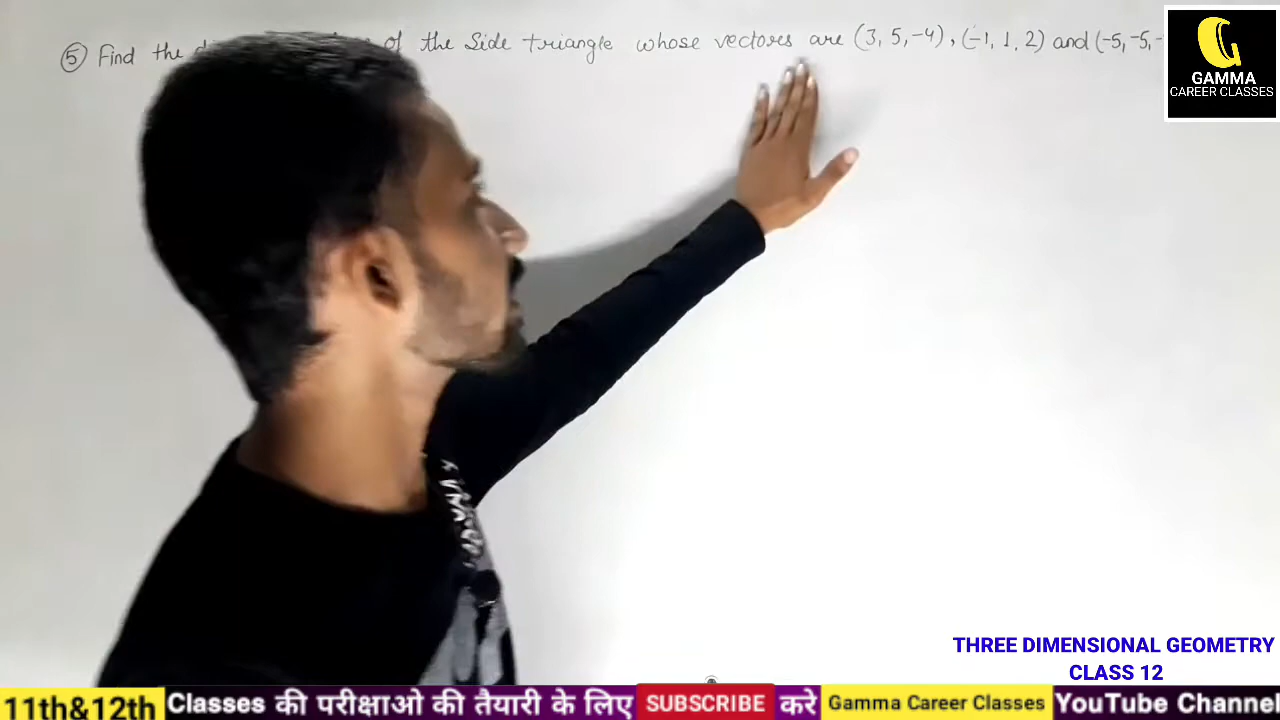 ⑤ Find the of the Side triangle whose vectores are (3, 5, -4), (-1, 1, 2) and (-5, -5, -
GAMMA
CAREER CLASSES
THREE DIMENSIONAL GEOMETRY
CLASS 12
11th&12th Classes की परीक्षाओ की तैयारी के लिए SUBSCRIBE करे Gamma Career Classes YouTube Channel